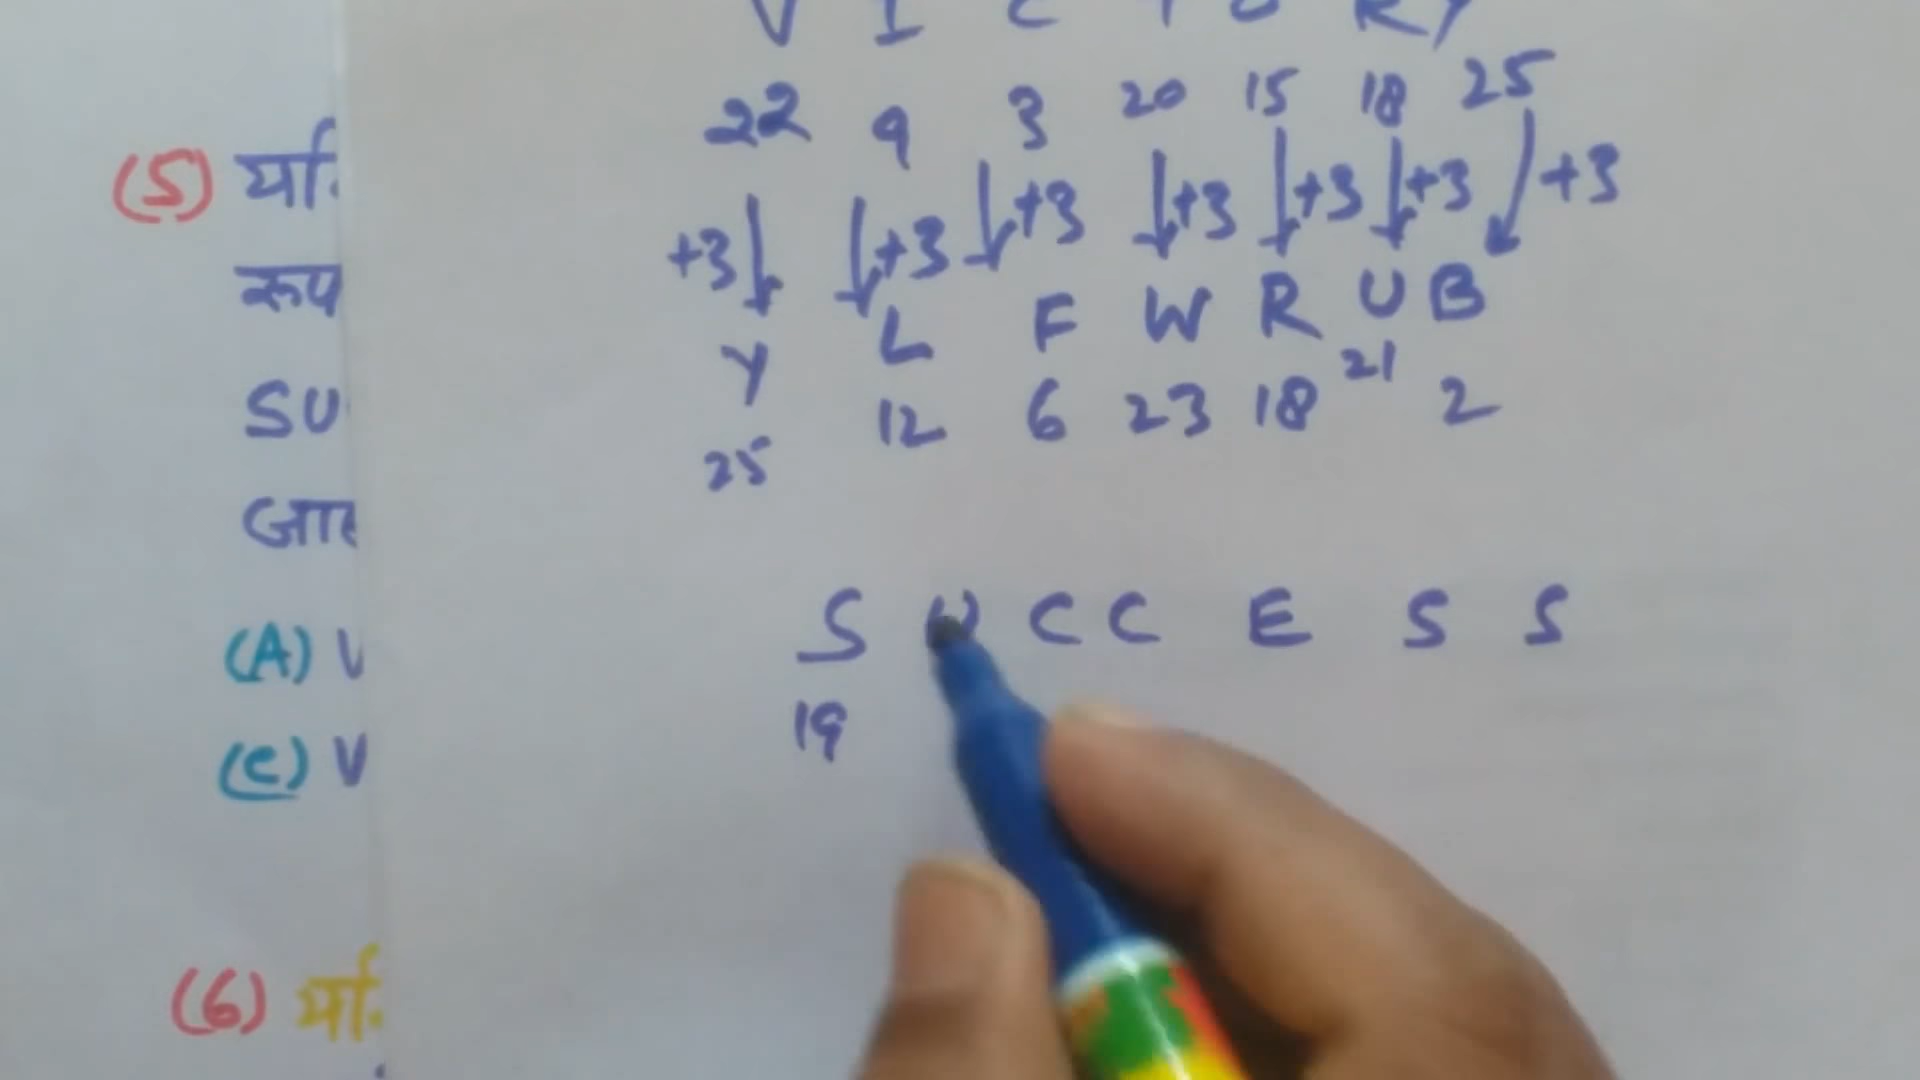 V I C T O R Y
22 9 3 20 15 18 25
+3 +3 +3 +3 +3 +3 +3
Y L F W R U B
25 12 6 23 18 21 2
S U C C E S S
19
(5) यदि
रूप
SU
जा
(A) V
(C) V
(6) यदि